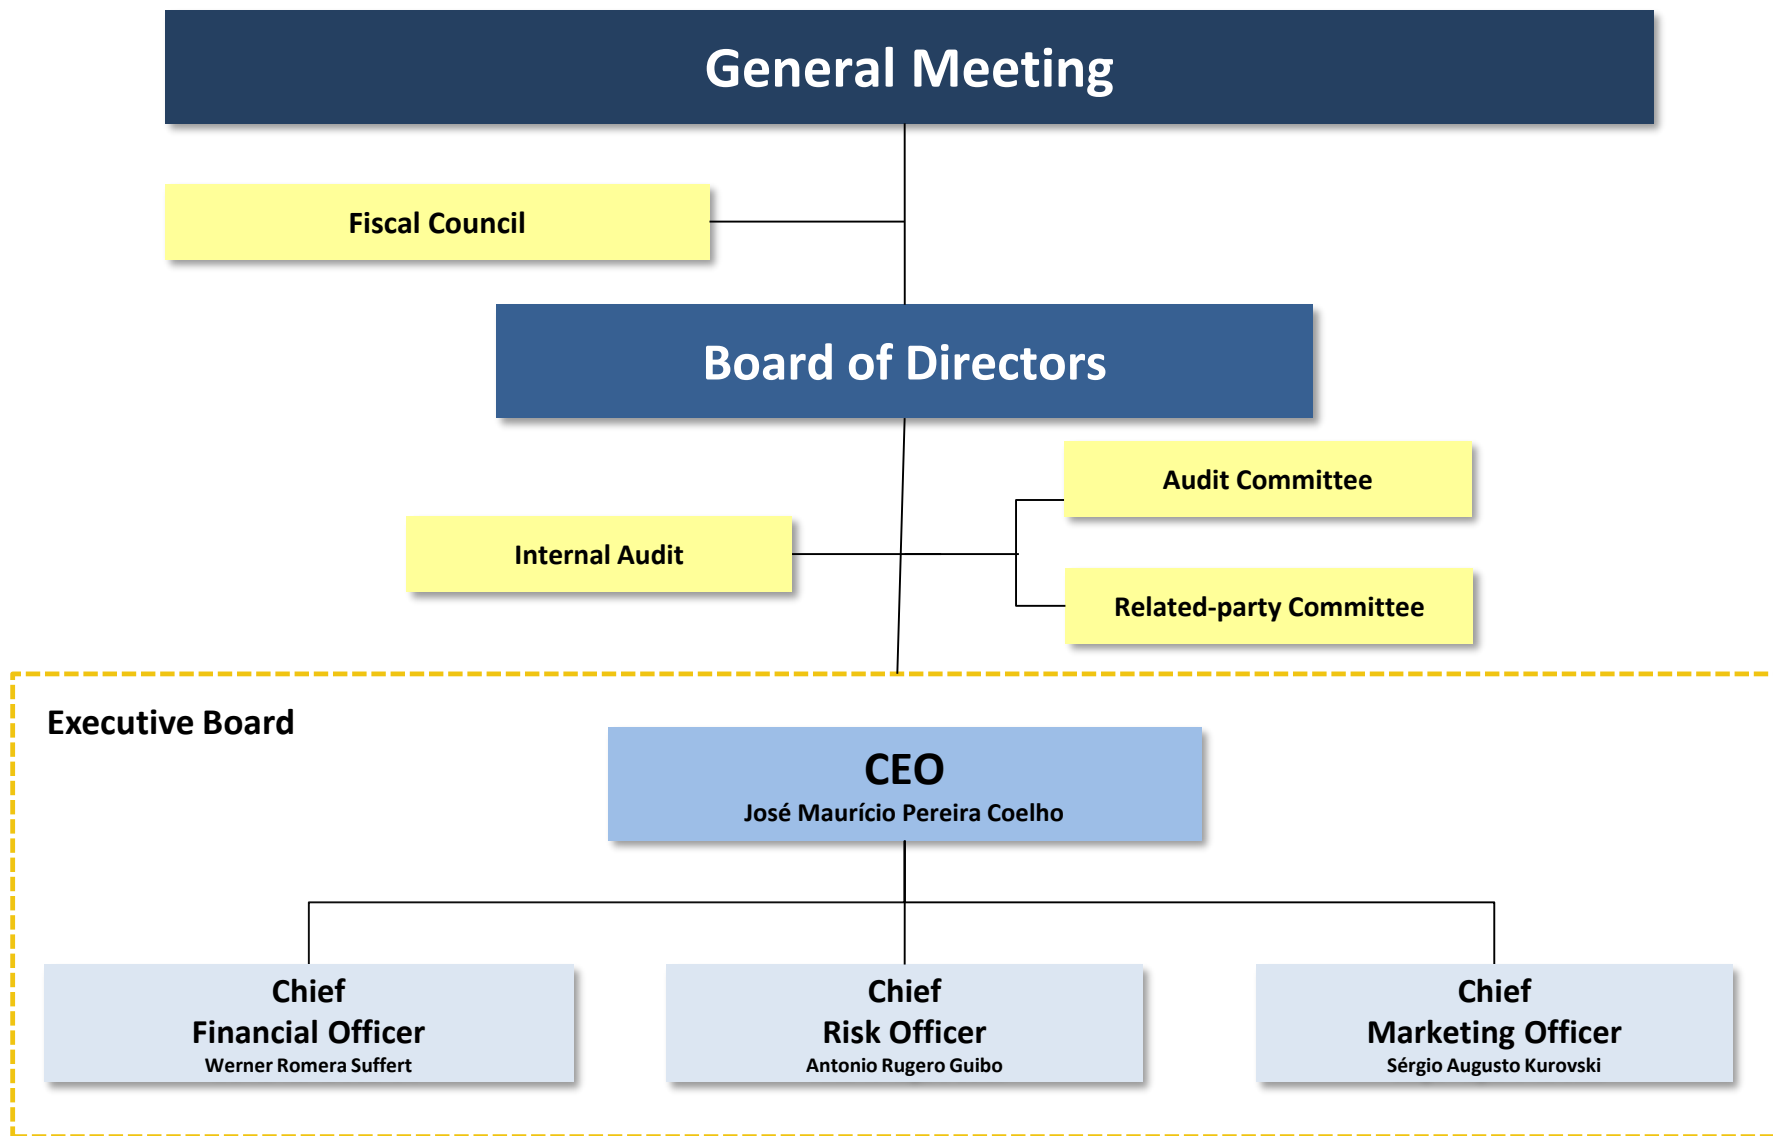 General Meeting
Fiscal Council
Board of Directors
Audit Committee
Internal Audit
Related-party Committee
Executive Board
CEO
José Maurício Pereira Coelho
Chief
Financial Officer
Werner Romera Suffert
Chief
Risk Officer
Antonio Rugero Guibo
Chief
Marketing Officer
Sérgio Augusto Kurovski